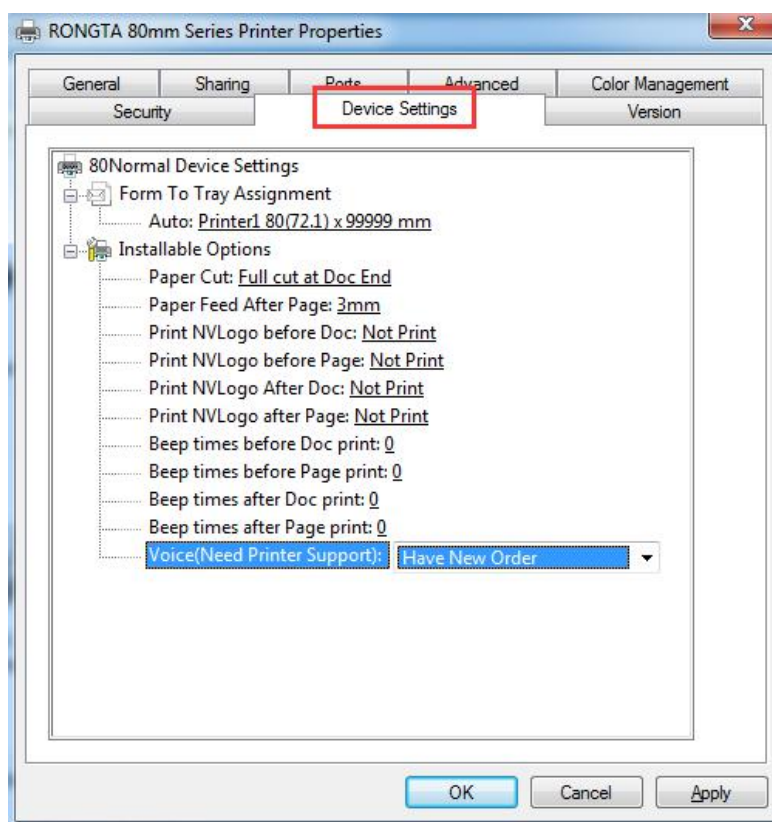 RONGTA 80mm Series Printer Properties
General Sharing Ports Advanced Color Management
Security Device Settings Version
80Normal Device Settings
Form To Tray Assignment
Auto: Printer1 80(72.1) x 99999 mm
Installable Options
Paper Cut: Full cut at Doc End
Paper Feed After Page: 3mm
Print NVLogo before Doc: Not Print
Print NVLogo before Page: Not Print
Print NVLogo After Doc: Not Print
Print NVLogo after Page: Not Print
Beep times before Doc print: 0
Beep times before Page print: 0
Beep times after Doc print: 0
Beep times after Page print: 0
Voice(Need Printer Support): Have New Order
OK Cancel Apply